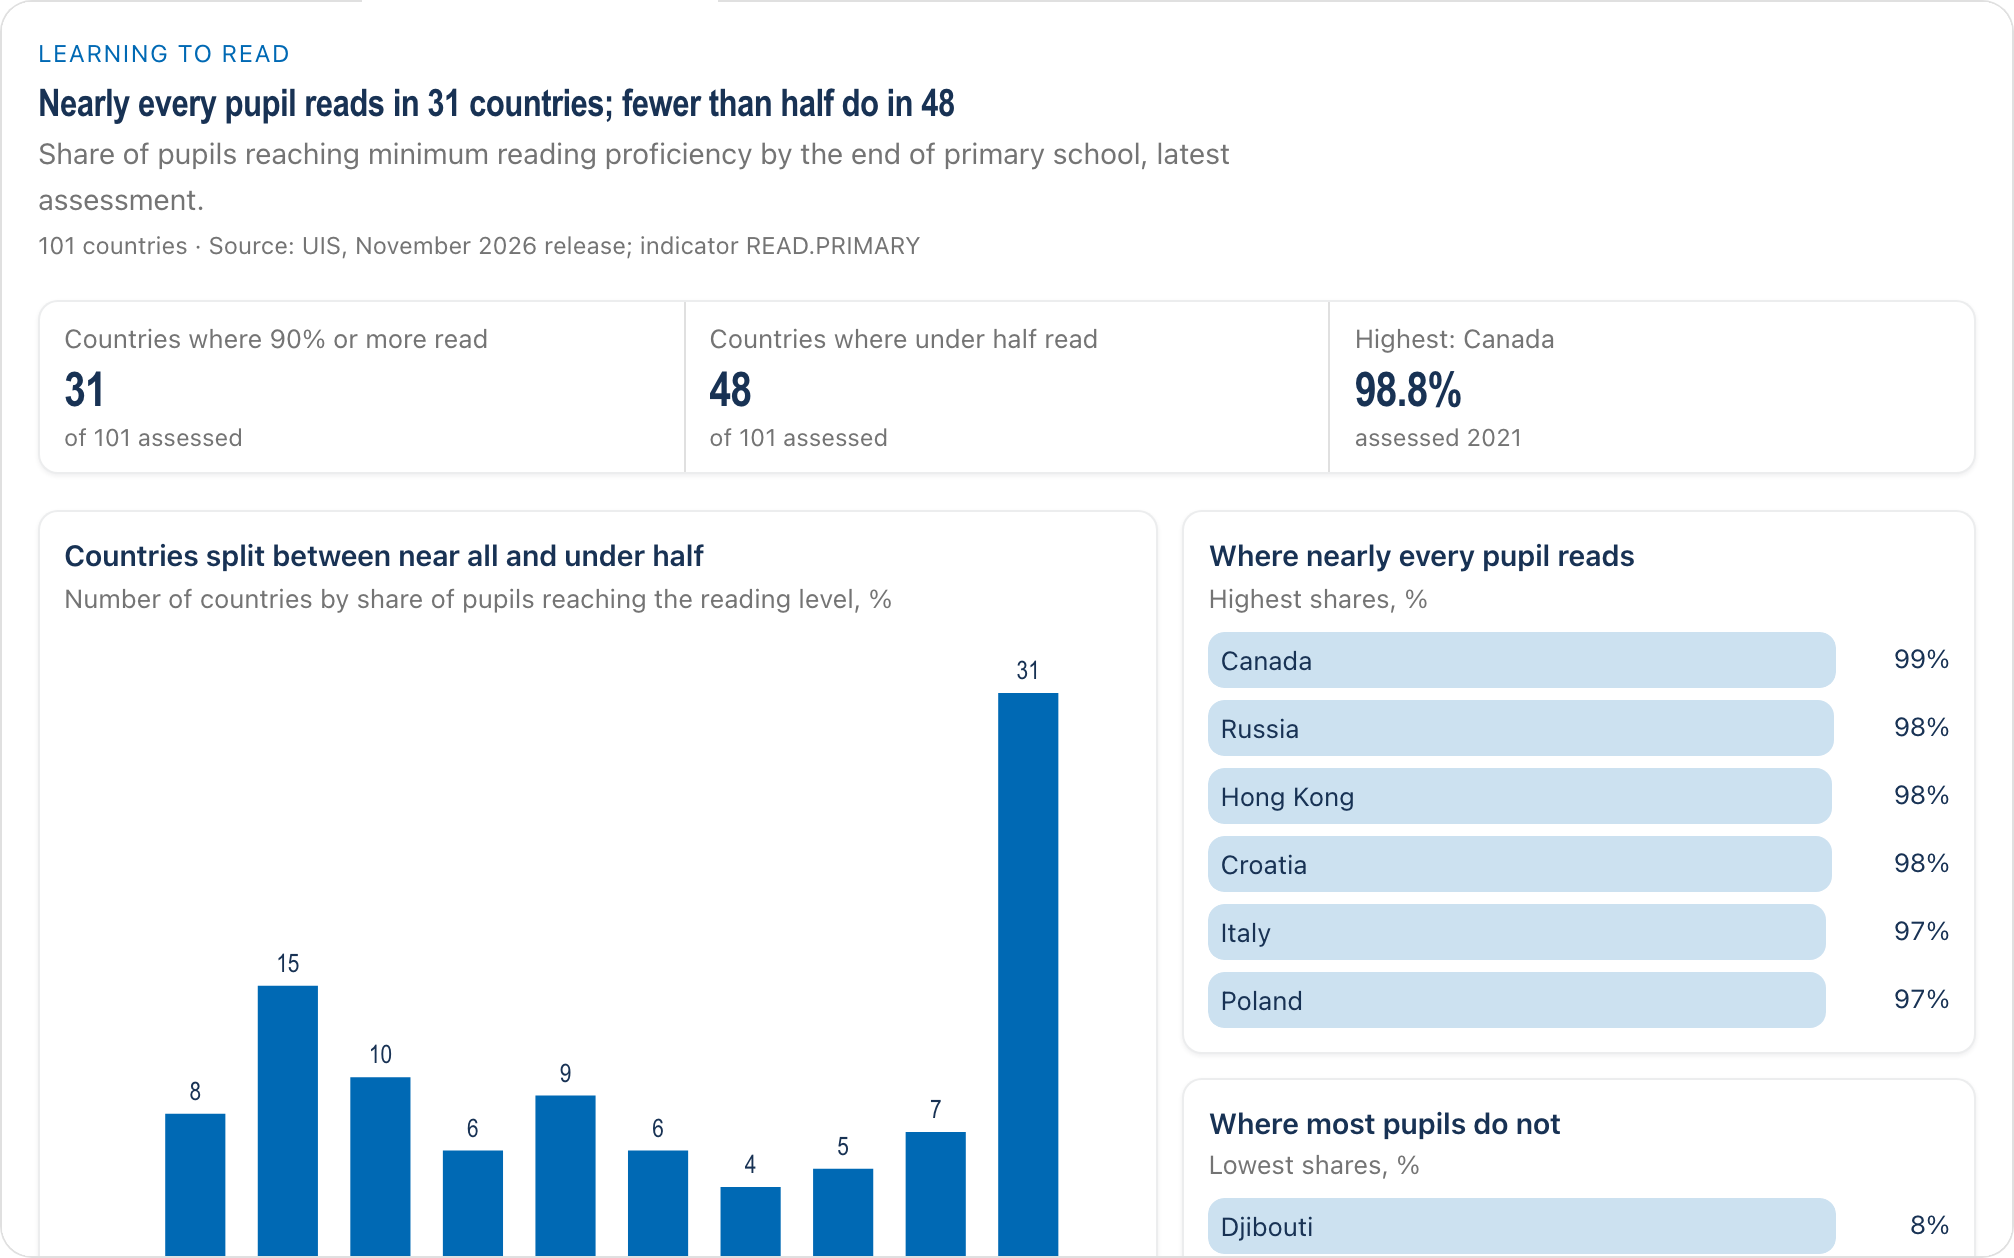 LEARNING TO READ
Nearly every pupil reads in 31 countries; fewer than half do in 48
Share of pupils reaching minimum reading proficiency by the end of primary school, latest
assessment.
101 countries · Source: UIS, November 2026 release; indicator READ.PRIMARY
Countries where 90% or more read
31
of 101 assessed
Countries where under half read
48
of 101 assessed
Highest: Canada
98.8%
assessed 2021
Countries split between near all and under half
Number of countries by share of pupils reaching the reading level, %
8
15
10
6
9
6
4
5
7
31
Where nearly every pupil reads
Highest shares, %
Canada 99%
Russia 98%
Hong Kong 98%
Croatia 98%
Italy 97%
Poland 97%
Where most pupils do not
Lowest shares, %
Djibouti 8%